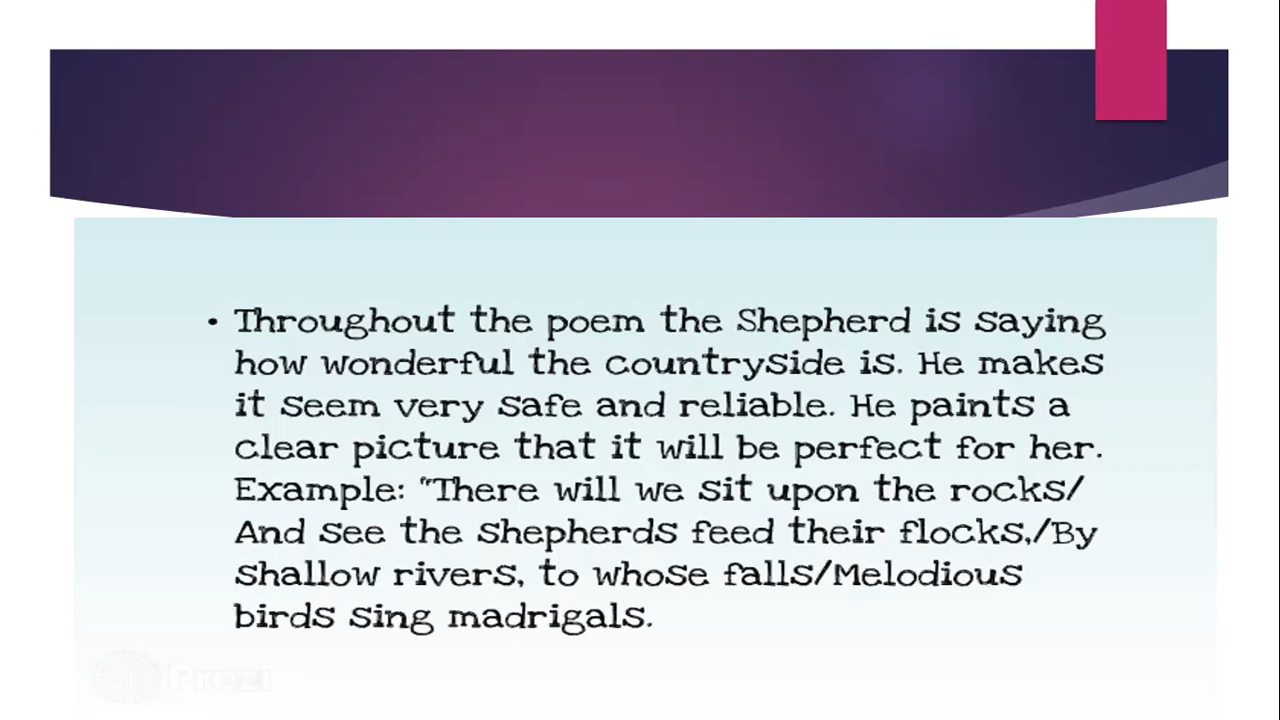 • Throughout the poem the Shepherd is saying
how wonderful the countryside is. He makes
it seem very safe and reliable. He paints a
clear picture that it will be perfect for her.
Example: "There will we sit upon the rocks/
And see the shepherds feed their flocks,/By
shallow rivers, to whose falls/Melodious
birds sing madrigals.
Prezi